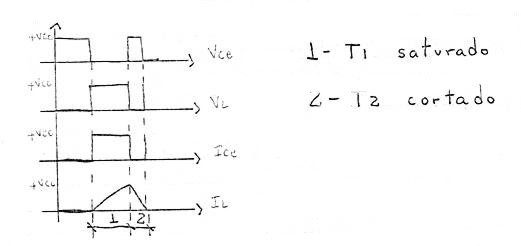 +Vcc
Vce
1- T1 saturado
+Vcc
VL
2- T2 cortado
+Vcc
Ice
+Vcc
IL
1 2